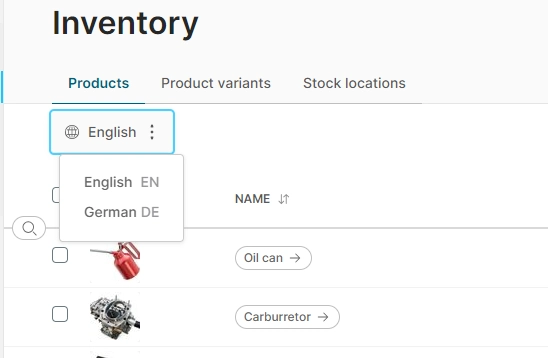 Inventory
Products Product variants Stock locations
English
English EN
German DE
NAME
Oil can
Carburretor